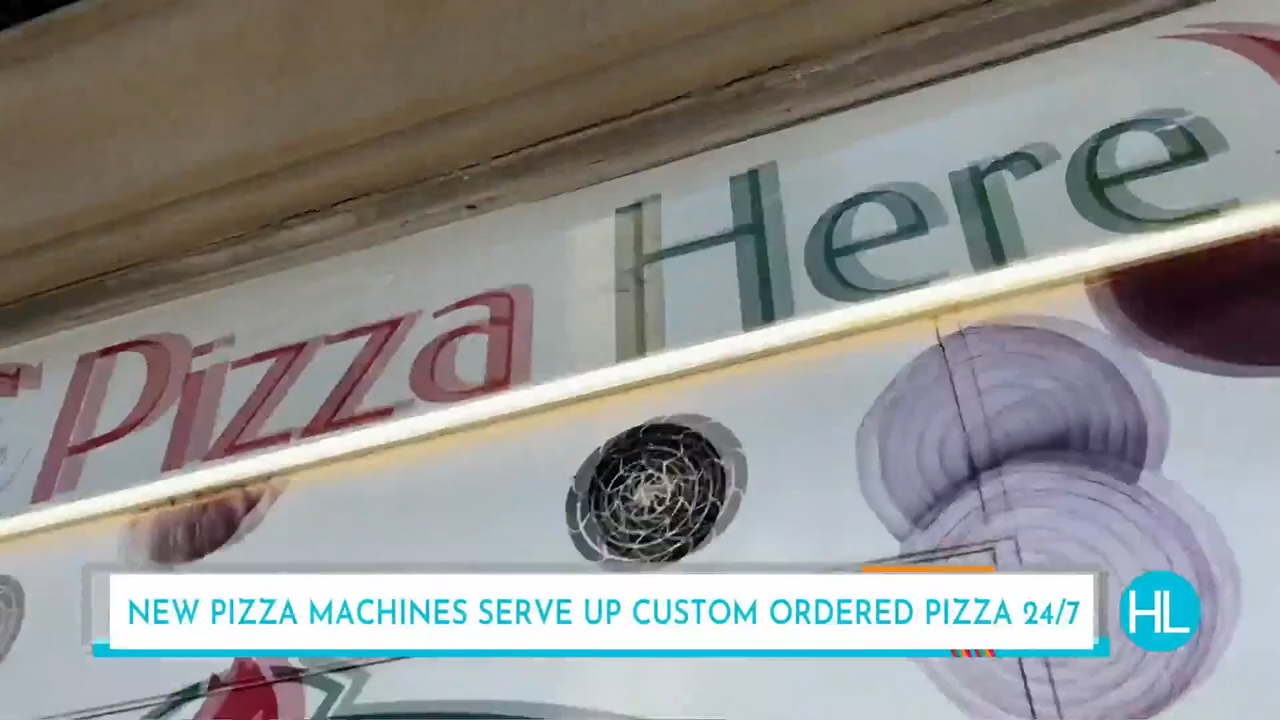 Pizza Here
NEW PIZZA MACHINES SERVE UP CUSTOM ORDERED PIZZA 24/7
HL